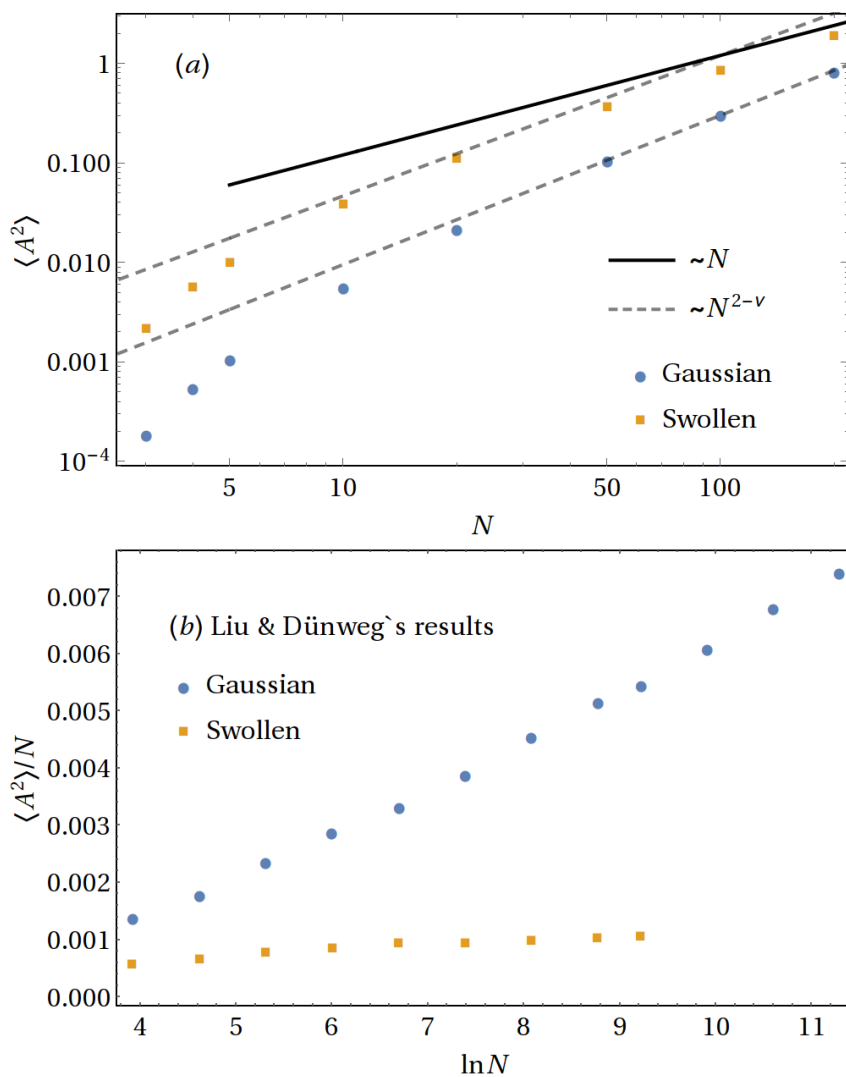 (a)
1
0.100
0.010
0.001
10⁻⁴
⟨A²⟩
~N
~N²⁻ᵛ
Gaussian
Swollen
5 10 50 100
N
(b) Liu & Dünweg`s results
Gaussian
Swollen
0.007
0.006
0.005
0.004
0.003
0.002
0.001
0.000
⟨A²⟩/N
4 5 6 7 8 9 10 11
ln N